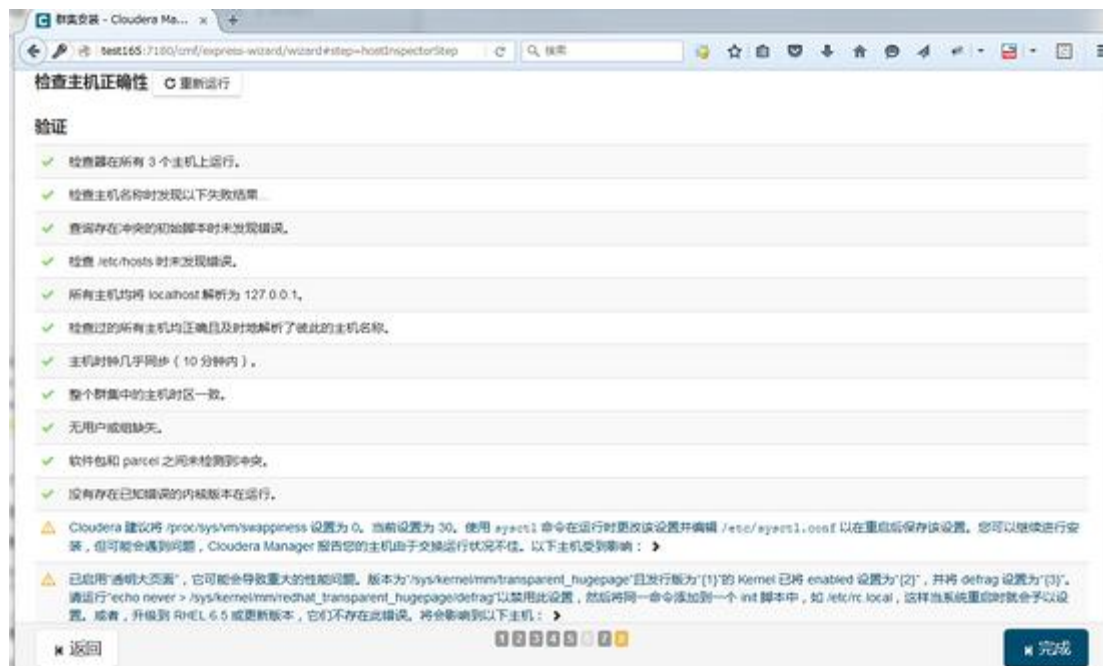 群集安装 - Cloudera Ma... × +
test165:7180/cmf/express-wizard/wizard#step=hostInspectorStep
搜索
检查主机正确性 重新运行
验证
检查器在所有 3 个主机上运行。
检查主机名称时发现以下失败结果...
查询存在冲突的初始脚本时未发现错误。
检查 /etc/hosts 时未发现错误。
所有主机均将 localhost 解析为 127.0.0.1。
检查过的所有主机均正确且及时地解析了彼此的主机名称。
主机时钟几乎同步（10 分钟内）。
整个群集中的主机时区一致。
无用户或组缺失。
软件包和 parcel 之间未检测到冲突。
没有存在已知错误的内核版本在运行。
Cloudera 建议将 /proc/sys/vm/swappiness 设置为 0。当前设置为 30。使用 sysctl 命令在运行时更改该设置并编辑 /etc/sysctl.conf 以在重启后保存该设置。您可以继续进行安
装，但可能会遇到问题，Cloudera Manager 报告您的主机由于交换运行状况不佳。以下主机受到影响：
已启用“透明大页面”，它可能会导致重大的性能问题。版本为“/sys/kernel/mm/transparent_hugepage”且发行版为“{1}”的 Kernel 已将 enabled 设置为“{2}”，并将 defrag 设置为“{3}”。
请运行“echo never > /sys/kernel/mm/redhat_transparent_hugepage/defrag”以禁用此设置，然后将同一命令添加到一个 init 脚本中，如 /etc/rc.local，这样当系统重启时就会予以设
置。或者，升级到 RHEL 6.5 或更新版本，它们不存在此错误。将会影响到以下主机：
返回 1 2 3 4 5 7 8 完成